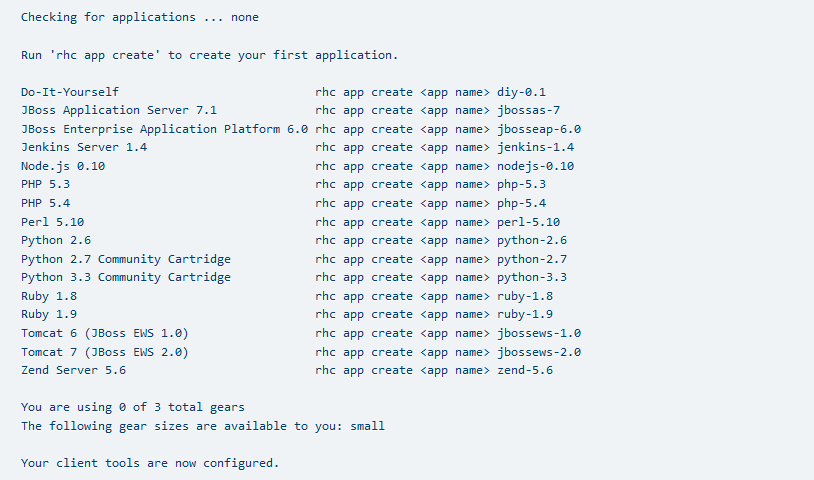 Checking for applications ... none
Run 'rhc app create' to create your first application.
Do-It-Yourself rhc app create <app name> diy-0.1
JBoss Application Server 7.1 rhc app create <app name> jbossas-7
JBoss Enterprise Application Platform 6.0 rhc app create <app name> jbosseap-6.0
Jenkins Server 1.4 rhc app create <app name> jenkins-1.4
Node.js 0.10 rhc app create <app name> nodejs-0.10
PHP 5.3 rhc app create <app name> php-5.3
PHP 5.4 rhc app create <app name> php-5.4
Perl 5.10 rhc app create <app name> perl-5.10
Python 2.6 rhc app create <app name> python-2.6
Python 2.7 Community Cartridge rhc app create <app name> python-2.7
Python 3.3 Community Cartridge rhc app create <app name> python-3.3
Ruby 1.8 rhc app create <app name> ruby-1.8
Ruby 1.9 rhc app create <app name> ruby-1.9
Tomcat 6 (JBoss EWS 1.0) rhc app create <app name> jbossews-1.0
Tomcat 7 (JBoss EWS 2.0) rhc app create <app name> jbossews-2.0
Zend Server 5.6 rhc app create <app name> zend-5.6
You are using 0 of 3 total gears
The following gear sizes are available to you: small
Your client tools are now configured.